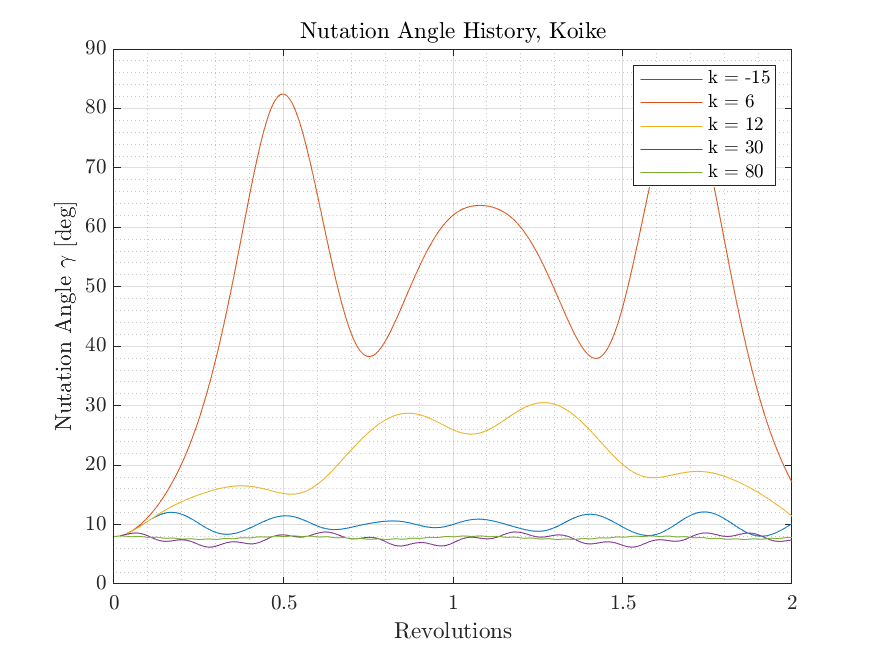 Nutation Angle History, Koike
90
80
70
60
50
40
30
20
10
0
Nutation Angle γ [deg]
k = -15
k = 6
k = 12
k = 30
k = 80
0
0.5
1
1.5
2
Revolutions